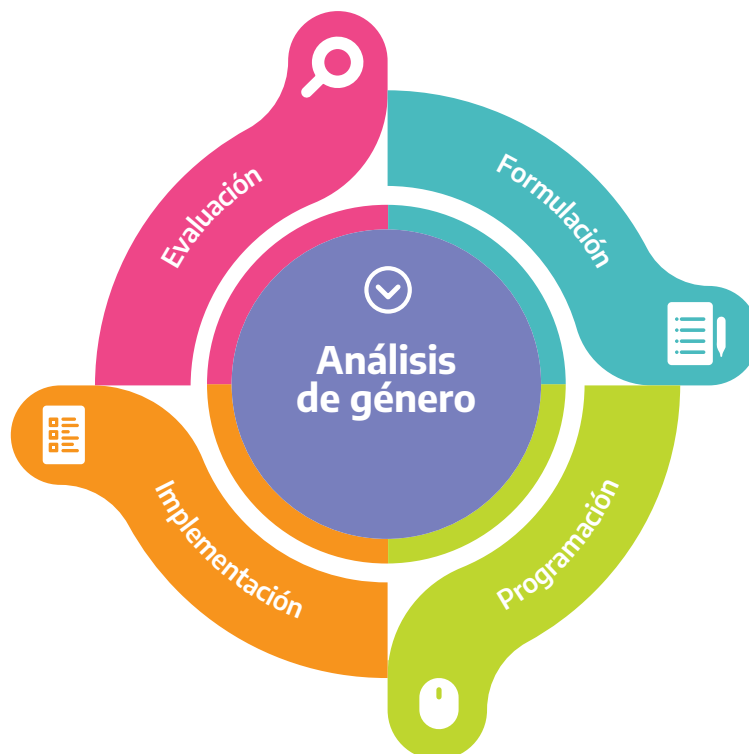 Evaluación
Formulación
Análisis
de género
Implementación
Programación